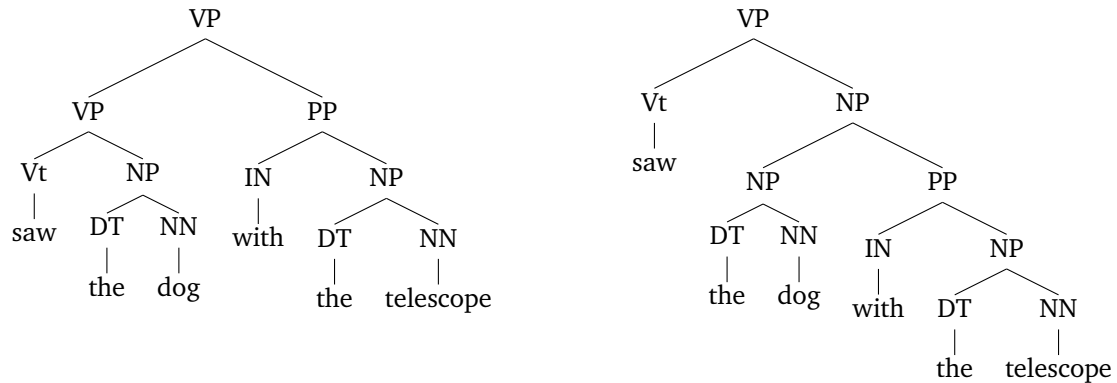 VP VP
VP PP Vt NP
Vt NP IN NP saw NP PP
saw DT NN with DT NN DT NN IN NP
the dog the telescope the dog with DT NN
the telescope